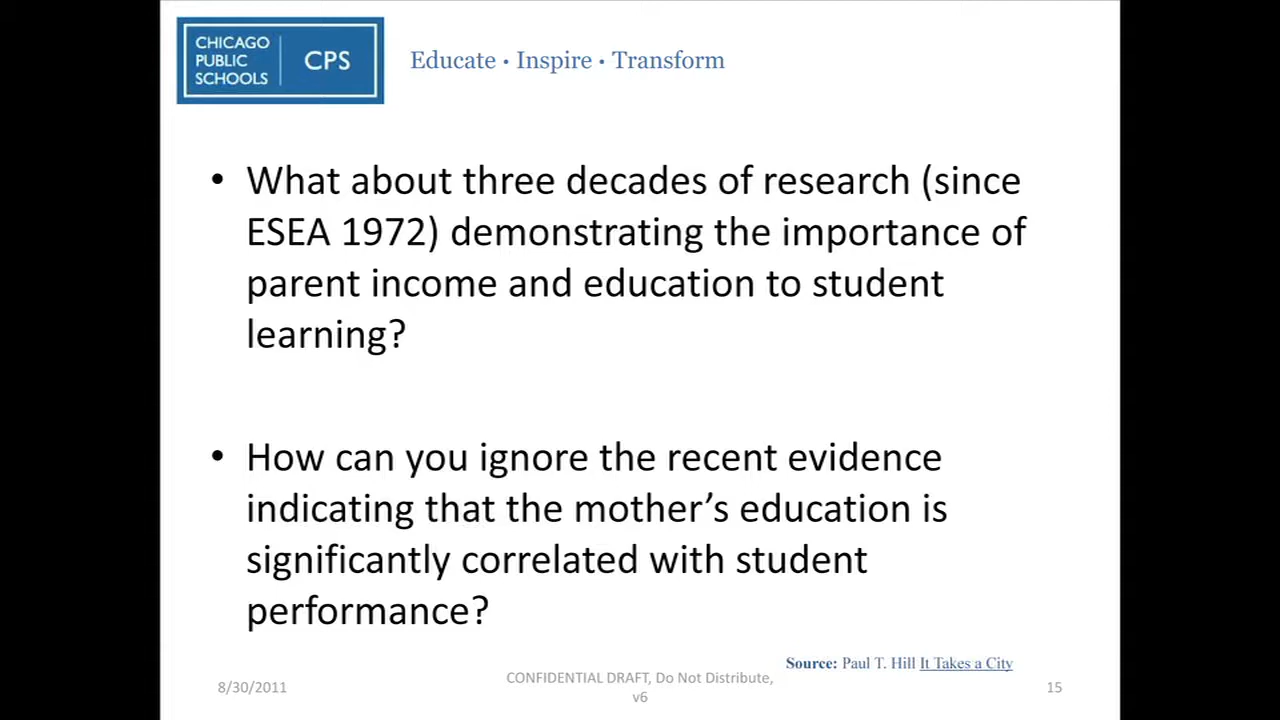 CHICAGO
PUBLIC
SCHOOLS
CPS
Educate • Inspire • Transform
• What about three decades of research (since
ESEA 1972) demonstrating the importance of
parent income and education to student
learning?
• How can you ignore the recent evidence
indicating that the mother’s education is
significantly correlated with student
performance?
Source: Paul T. Hill It Takes a City
8/30/2011
CONFIDENTIAL DRAFT, Do Not Distribute,
v6
15